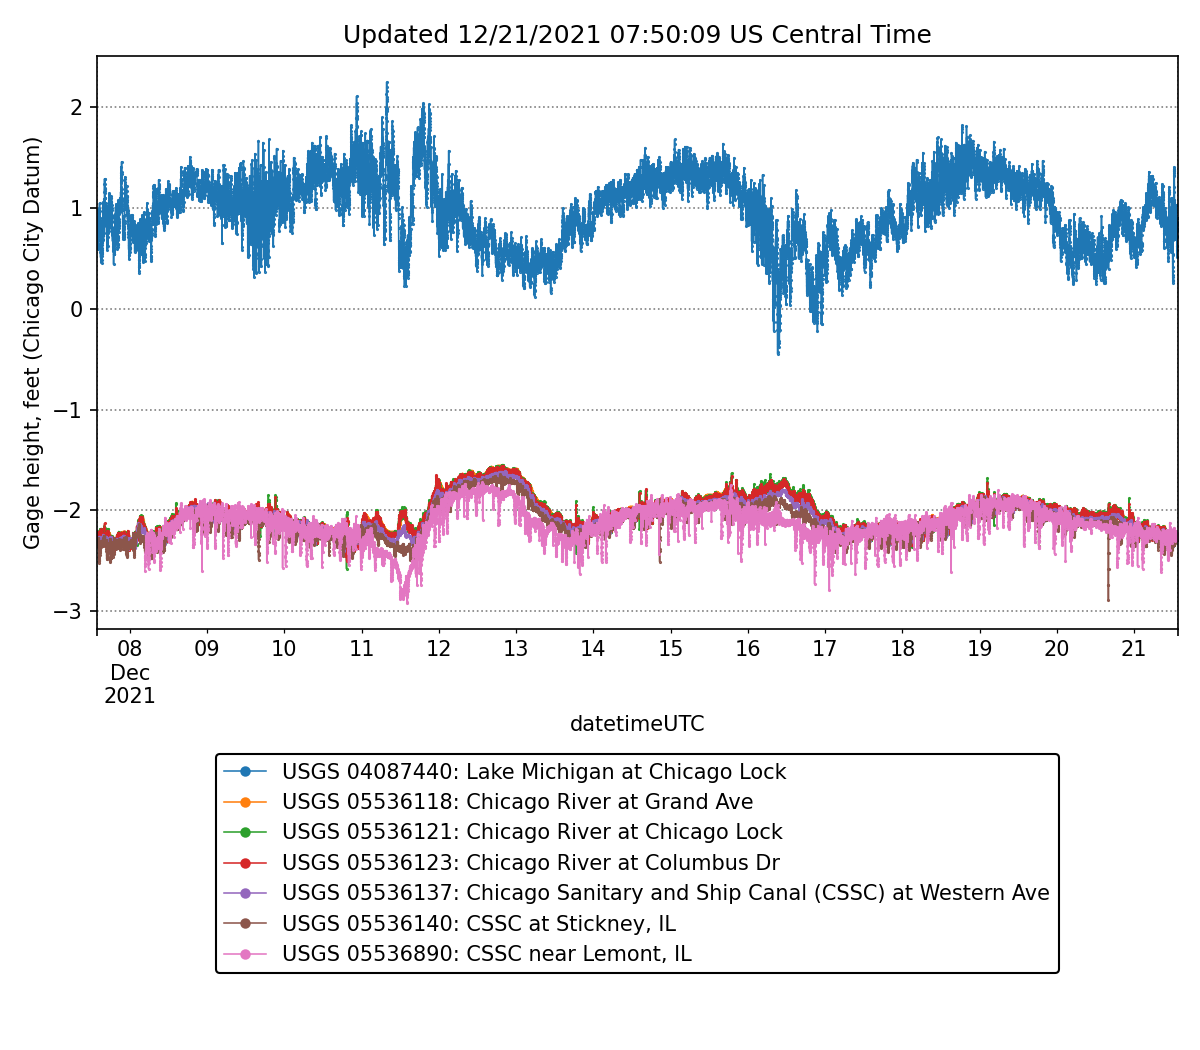 Updated 12/21/2021 07:50:09 US Central Time
Gage height, feet (Chicago City Datum)
2
1
0
−1
−2
−3
08 09 10 11 12 13 14 15 16 17 18 19 20 21
Dec
2021
datetimeUTC
USGS 04087440: Lake Michigan at Chicago Lock
USGS 05536118: Chicago River at Grand Ave
USGS 05536121: Chicago River at Chicago Lock
USGS 05536123: Chicago River at Columbus Dr
USGS 05536137: Chicago Sanitary and Ship Canal (CSSC) at Western Ave
USGS 05536140: CSSC at Stickney, IL
USGS 05536890: CSSC near Lemont, IL